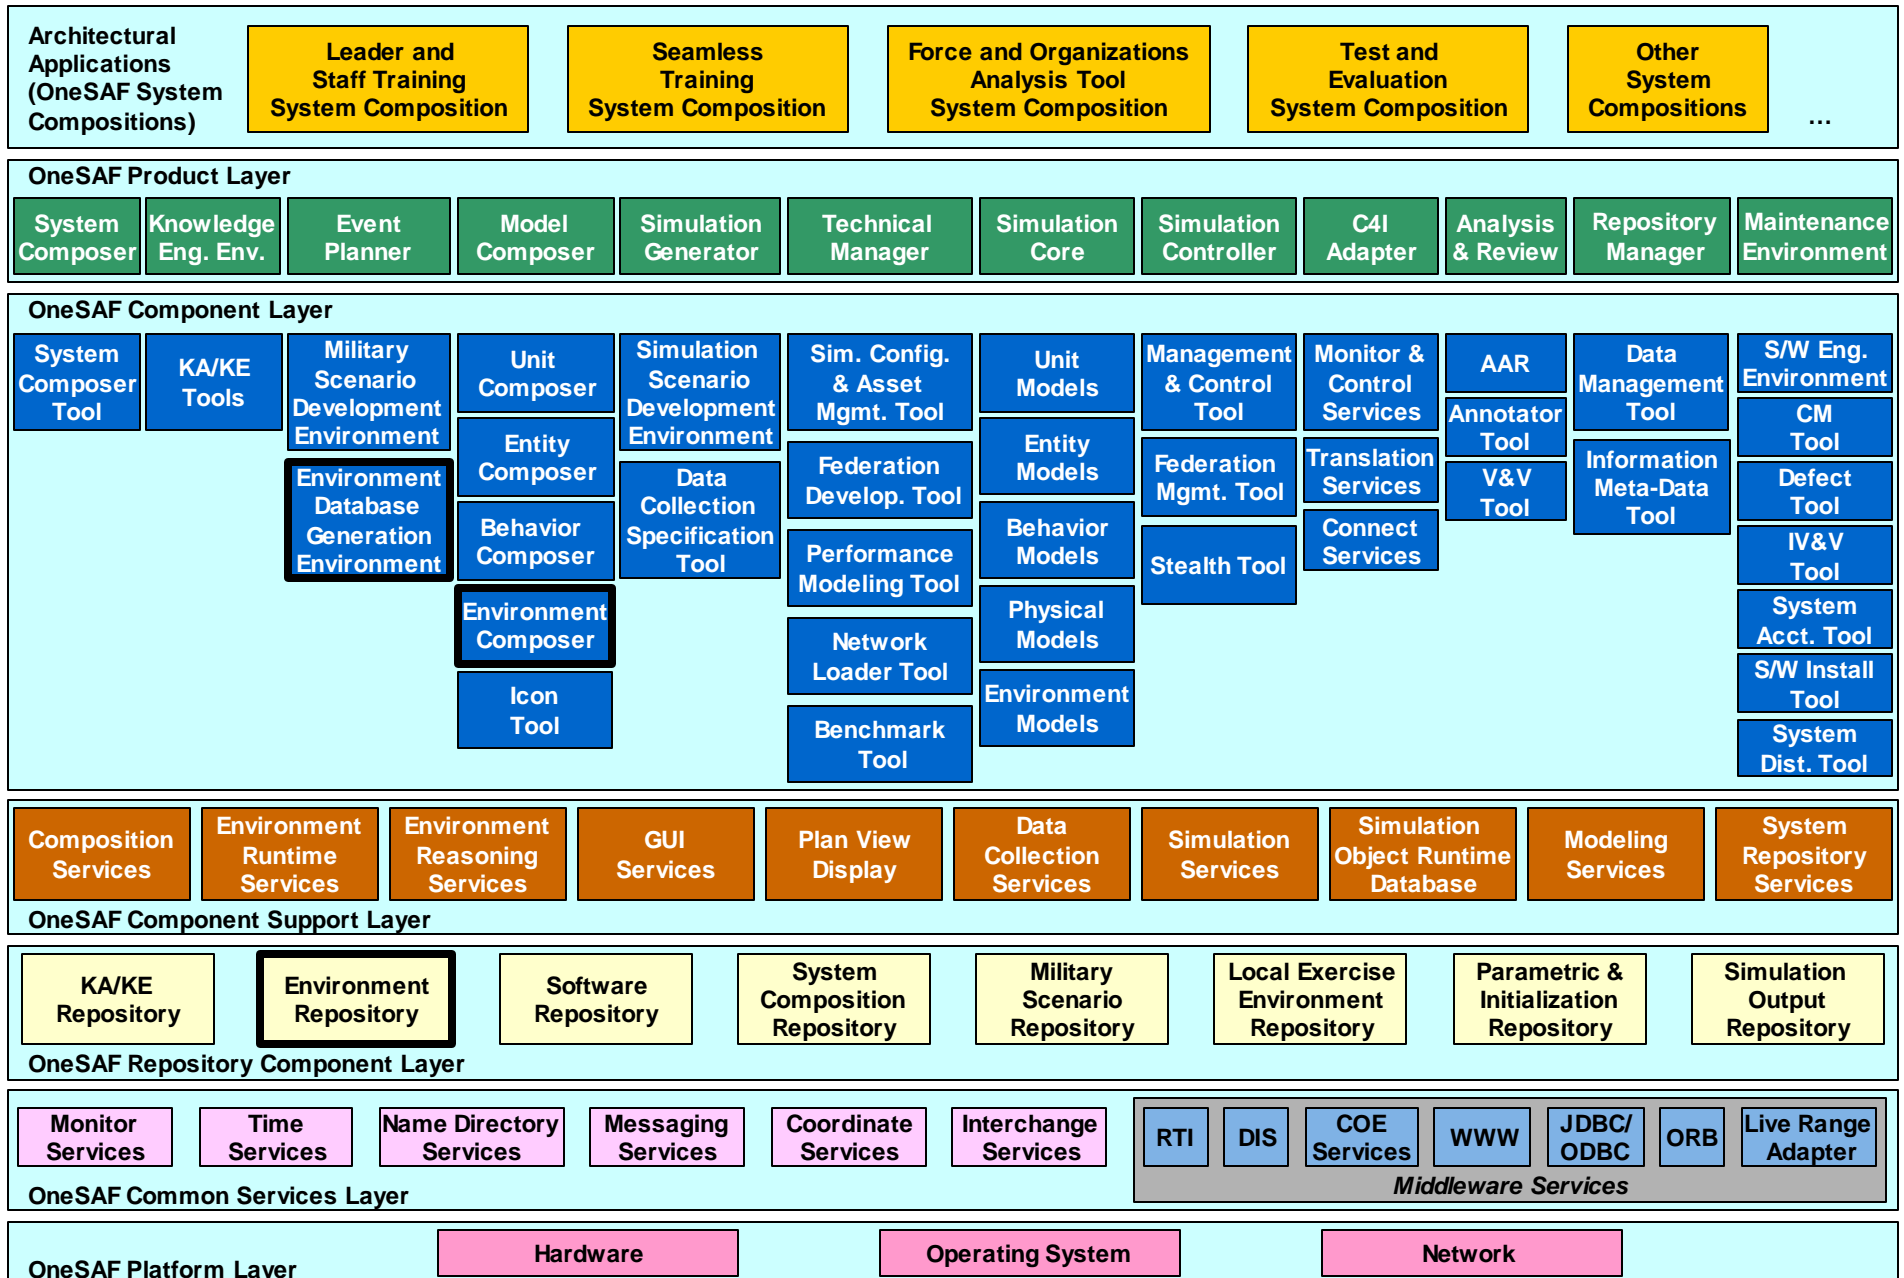 Architectural
Applications
(OneSAF System
Compositions)
Leader and
Staff Training
System Composition
Seamless
Training
System Composition
Force and Organizations
Analysis Tool
System Composition
Test and
Evaluation
System Composition
Other
System
Compositions
...
OneSAF Product Layer
System
Composer
Knowledge
Eng. Env.
Event
Planner
Model
Composer
Simulation
Generator
Technical
Manager
Simulation
Core
Simulation
Controller
C4I
Adapter
Analysis
& Review
Repository
Manager
Maintenance
Environment
OneSAF Component Layer
System
Composer
Tool
KA/KE
Tools
Military
Scenario
Development
Environment
Environment
Database
Generation
Environment
Unit
Composer
Entity
Composer
Behavior
Composer
Environment
Composer
Icon
Tool
Simulation
Scenario
Development
Environment
Data
Collection
Specification
Tool
Sim. Config.
& Asset
Mgmt. Tool
Federation
Develop. Tool
Performance
Modeling Tool
Network
Loader Tool
Benchmark
Tool
Unit
Models
Entity
Models
Behavior
Models
Physical
Models
Environment
Models
Management
& Control
Tool
Federation
Mgmt. Tool
Stealth Tool
Monitor &
Control
Services
Translation
Services
Connect
Services
AAR
Annotator
Tool
V&V
Tool
Data
Management
Tool
Information
Meta-Data
Tool
S/W Eng.
Environment
CM
Tool
Defect
Tool
IV&V
Tool
System
Acct. Tool
S/W Install
Tool
System
Dist. Tool
Composition
Services
Environment
Runtime
Services
Environment
Reasoning
Services
GUI
Services
Plan View
Display
Data
Collection
Services
Simulation
Services
Simulation
Object Runtime
Database
Modeling
Services
System
Repository
Services
OneSAF Component Support Layer
KA/KE
Repository
Environment
Repository
Software
Repository
System
Composition
Repository
Military
Scenario
Repository
Local Exercise
Environment
Repository
Parametric &
Initialization
Repository
Simulation
Output
Repository
OneSAF Repository Component Layer
Monitor
Services
Time
Services
Name Directory
Services
Messaging
Services
Coordinate
Services
Interchange
Services
RTI
DIS
COE
Services
WWW
JDBC/
ODBC
ORB
Live Range
Adapter
Middleware Services
OneSAF Common Services Layer
Hardware
Operating System
Network
OneSAF Platform Layer